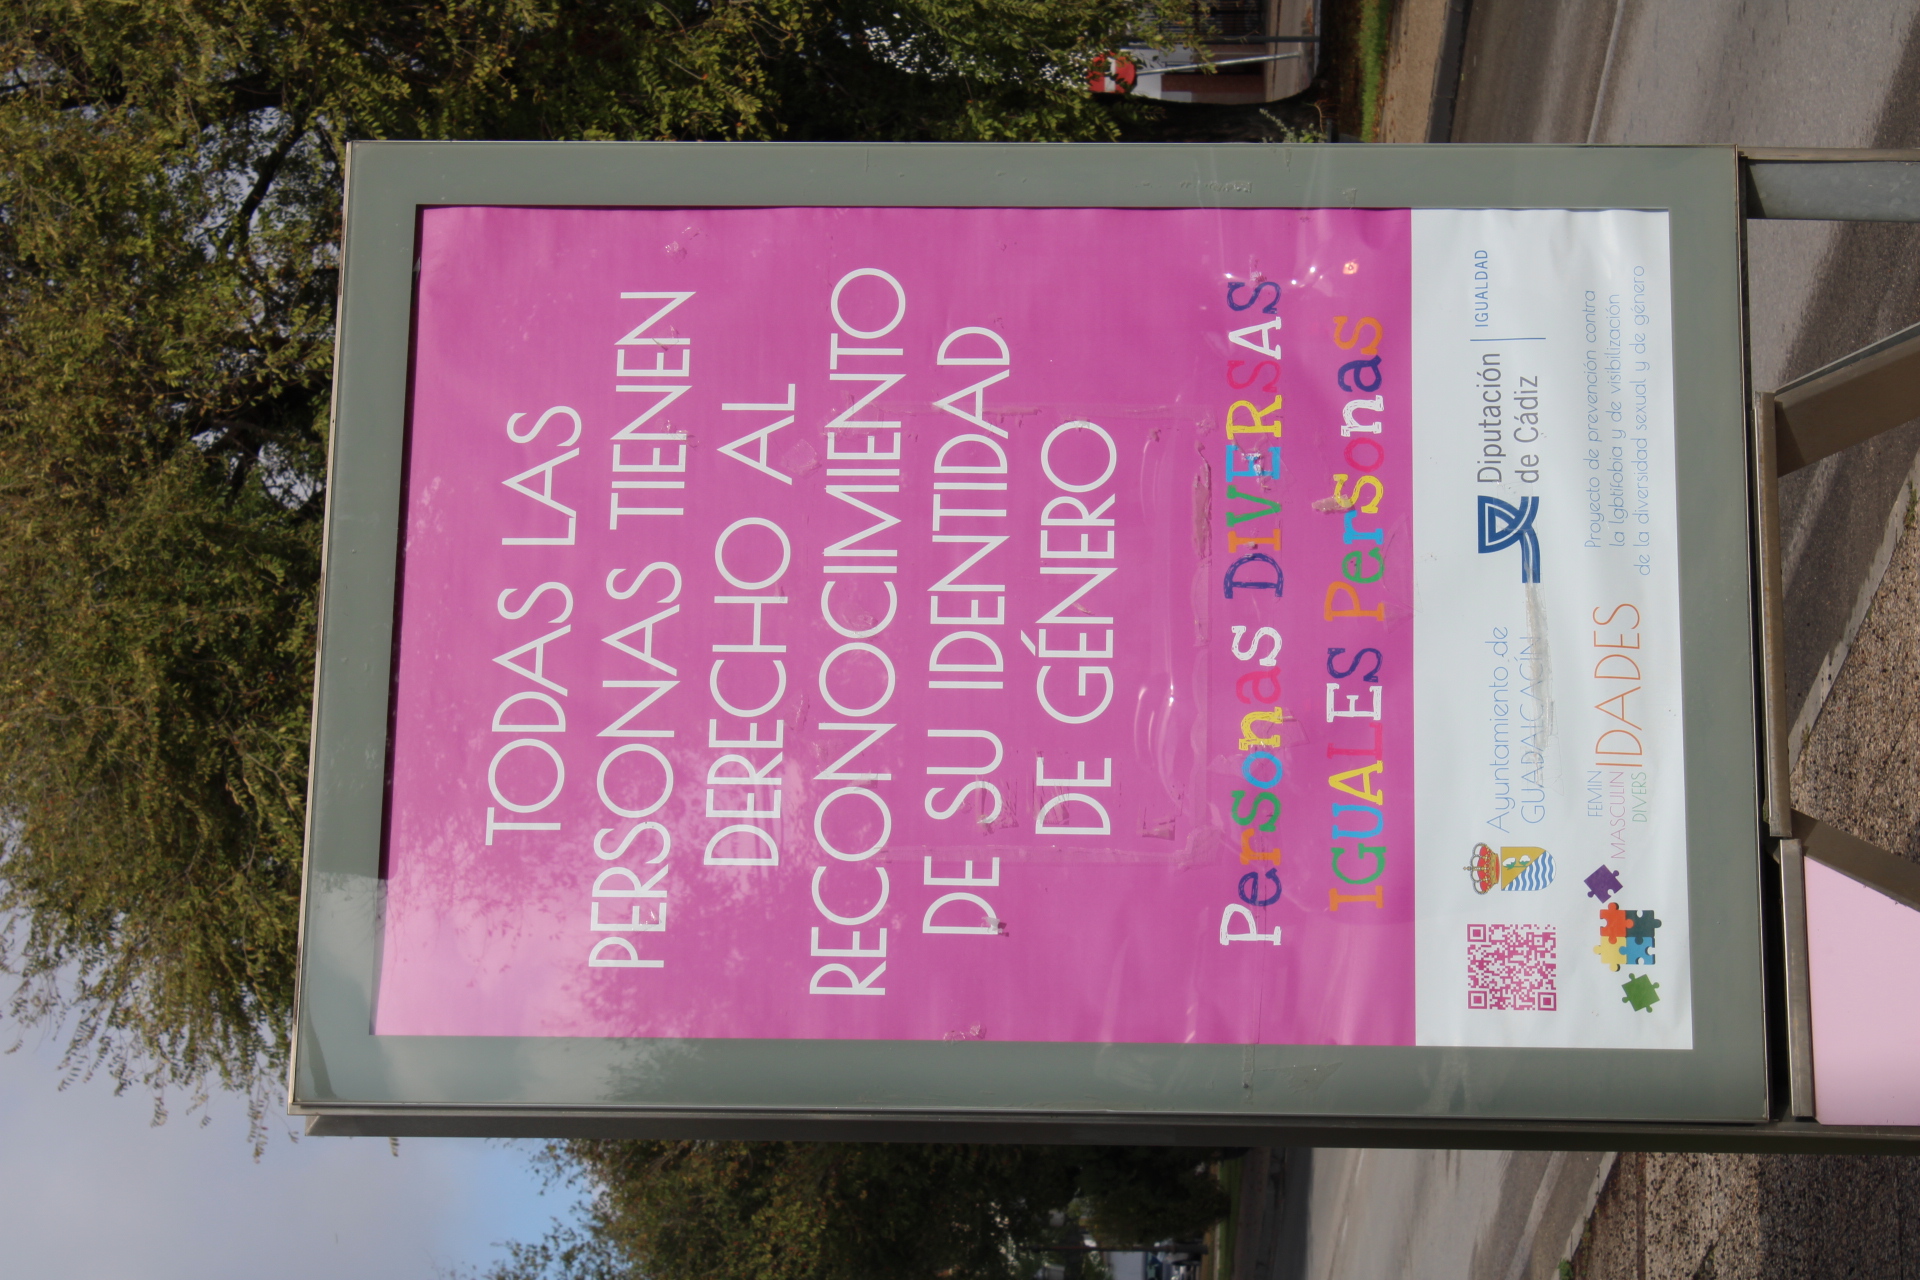 TODAS LAS
PERSONAS TIENEN
DERECHO AL
RECONOCIMIENTO
DE SU IDENTIDAD
DE GÉNERO
Personas DIVERSAS
IGUALES Personas
Ayuntamiento de
GUADALCACÍN
Diputación
de Cádiz
IGUALDAD
FEMIN
MASCULIN
DIVERS
IDADES
Proyecto de prevención contra
la lgbtifobia y de visibilización
de la diversidad sexual y de género